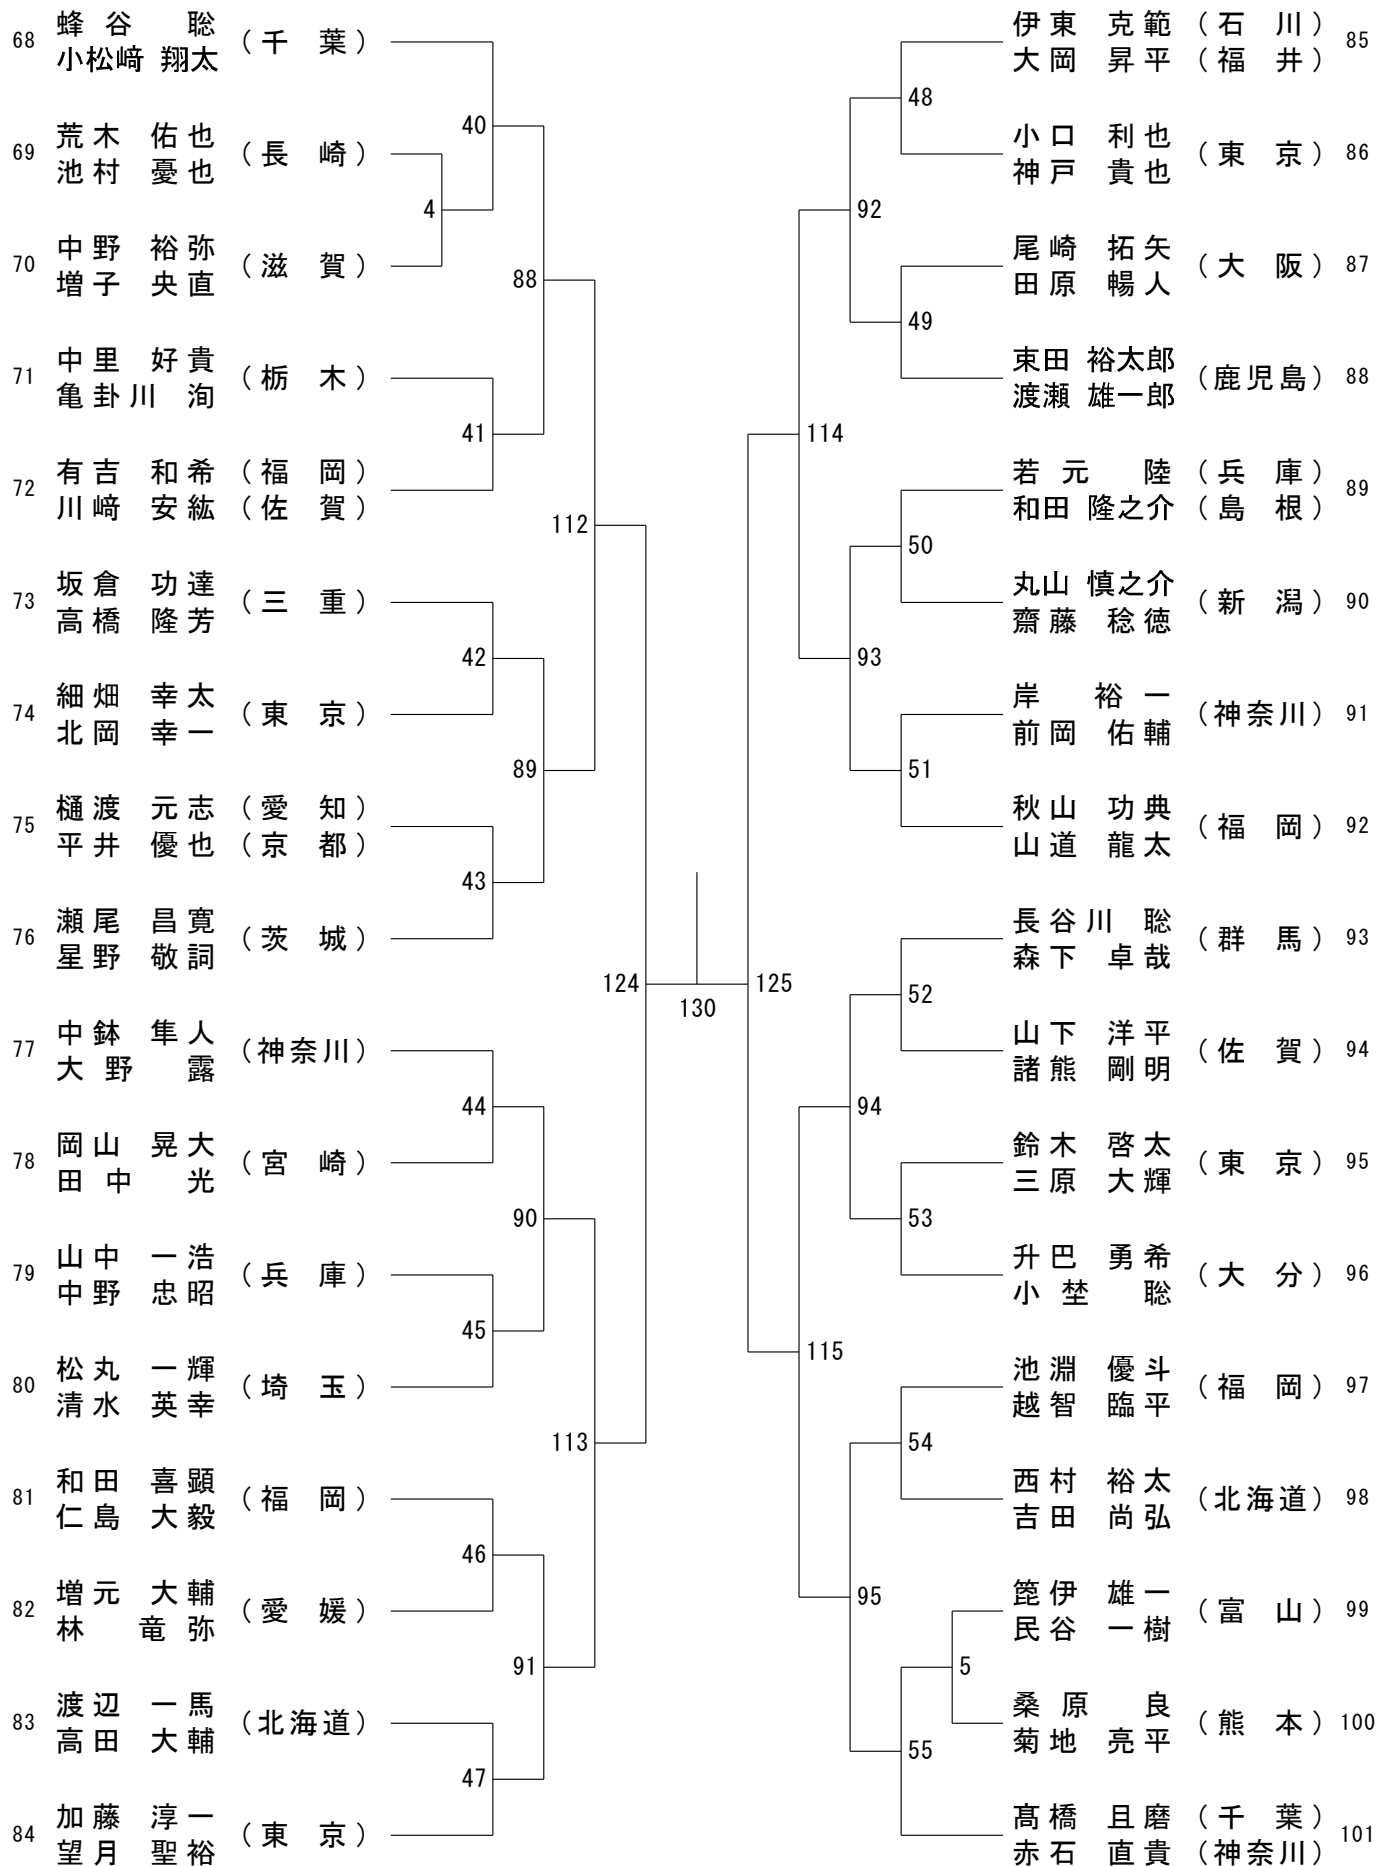 68 蜂谷 聡 (千 葉)
小松﨑 翔太
69 荒木 佑也 (長 崎)
池村 憂也
70 中野 裕弥 (滋 賀)
増子 央直
71 中里 好貴 (栃 木)
亀卦川 洵
72 有吉 和希 (福 岡)
川﨑 安紘 (佐 賀)
73 坂倉 功達 (三 重)
高橋 隆芳
74 細畑 幸太 (東 京)
北岡 幸一
75 樋渡 元志 (愛 知)
平井 優也 (京 都)
76 瀬尾 昌寛 (茨 城)
星野 敬詞
77 中鉢 隼人 (神奈川)
大野 露
78 岡山 晃大 (宮 崎)
田中 光
79 山中 一浩 (兵 庫)
中野 忠昭
80 松丸 一輝 (埼 玉)
清水 英幸
81 和田 喜顕 (福 岡)
仁島 大毅
82 増元 大輔 (愛 媛)
林 竜弥
83 渡辺 一馬 (北海道)
高田 大輔
84 加藤 淳一 (東 京)
望月 聖裕
40
4
88
41
112
42
89
43
124
44
90
45
113
46
91
47
130
48
92
49
114
50
93
51
125
52
94
53
115
54
95
5
55
伊東 克範 (石 川) 85
大岡 昇平 (福 井)
小口 利也 (東 京) 86
神戸 貴也
尾崎 拓矢 (大 阪) 87
田原 暢人
束田 裕太郎 (鹿児島) 88
渡瀬 雄一郎
若元 陸 (兵 庫) 89
和田 隆之介 (島 根)
丸山 慎之介 (新 潟) 90
齋藤 稔徳
岸 裕一 (神奈川) 91
前岡 佑輔
秋山 功典 (福 岡) 92
山道 龍太
長谷川 聡 (群 馬) 93
森下 卓哉
山下 洋平 (佐 賀) 94
諸熊 剛明
鈴木 啓太 (東 京) 95
三原 大輝
升巴 勇希 (大 分) 96
小埜 聡
池淵 優斗 (福 岡) 97
越智 臨平
西村 裕太 (北海道) 98
吉田 尚弘
箆伊 雄一 (富 山) 99
民谷 一樹
桑原 良 (熊 本) 100
菊地 亮平
髙橋 且磨 (千 葉) 101
赤石 直貴 (神奈川)